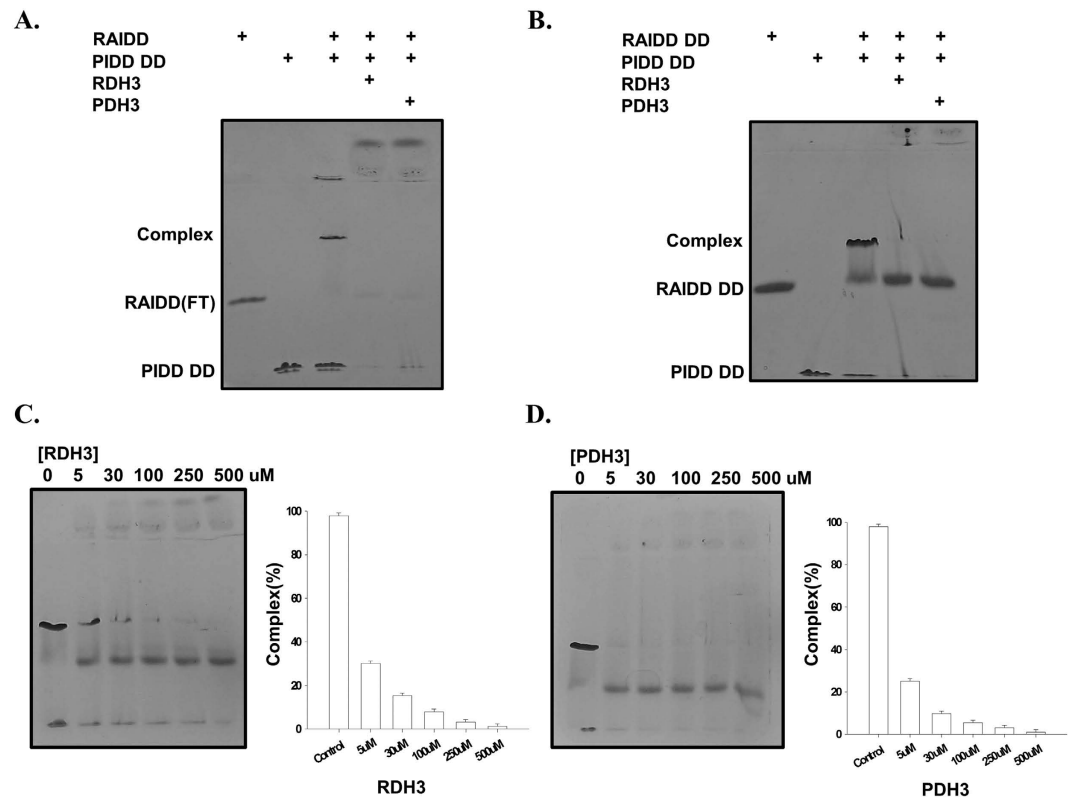 A.
RAIDD + + + +
PIDD DD + + + +
RDH3 +
PDH3 +
Complex
RAIDD(FT)
PIDD DD
B.
RAIDD DD + + + +
PIDD DD + + + +
RDH3 +
PDH3 +
Complex
RAIDD DD
PIDD DD
C.
[RDH3]
0 5 30 100 250 500 uM
Complex(%)
100
80
60
40
20
0
Control 5uM 30uM 100uM 250uM 500uM
RDH3
D.
[PDH3]
0 5 30 100 250 500 uM
Complex(%)
100
80
60
40
20
0
Control 5uM 30uM 100uM 250uM 500uM
PDH3